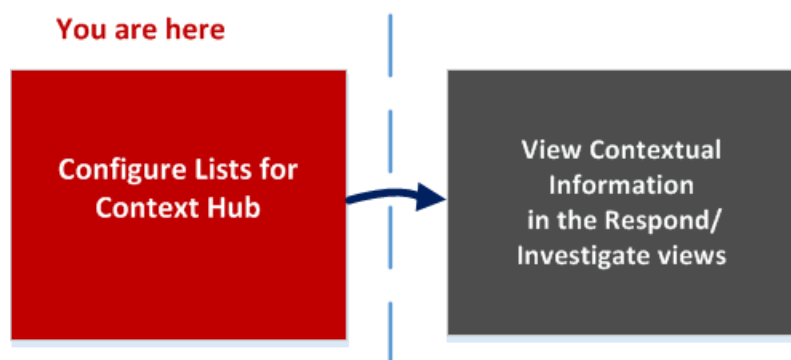 You are here
Configure Lists for
Context Hub
View Contextual
Information
in the Respond/
Investigate views